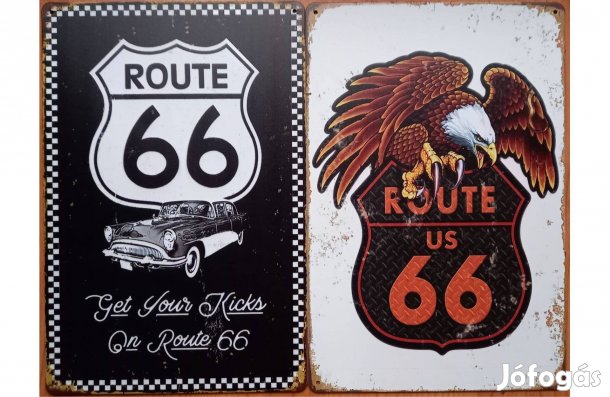 ROUTE
66
Get Your Kicks
On Route 66
ROUTE
US
66
Jófogás